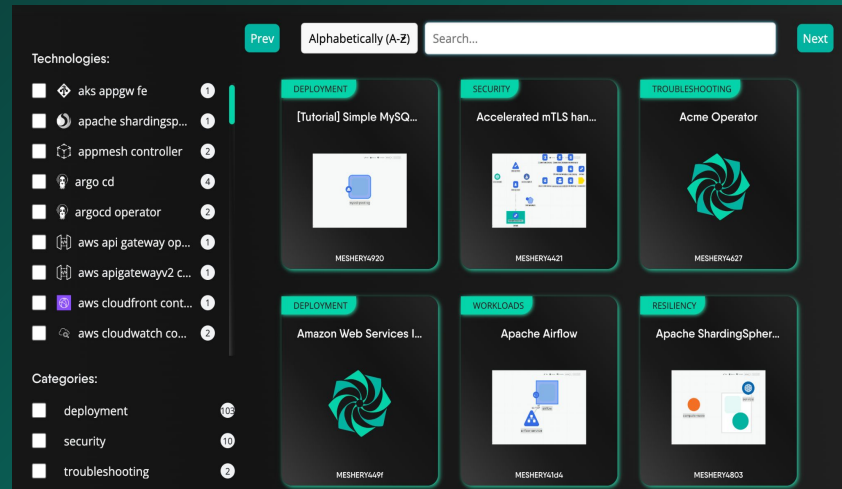 Prev
Alphabetically (A-Z)
Search...
Next
Technologies:
aks appgw fe 1
apache shardingsp... 1
appmesh controller 2
argo cd 4
argocd operator 2
aws api gateway op... 1
aws apigatewayv2 c... 1
aws cloudfront cont... 1
aws cloudwatch co... 2
Categories:
deployment 103
security 10
troubleshooting 2
DEPLOYMENT
[Tutorial] Simple MySQ...
MESHERY4920
SECURITY
Accelerated mTLS han...
MESHERY4421
TROUBLESHOOTING
Acme Operator
MESHERY4627
DEPLOYMENT
Amazon Web Services I...
MESHERY449f
WORKLOADS
Apache Airflow
airflow
MESHERY41d4
RESILIENCY
Apache ShardingSpher...
MESHERY4803